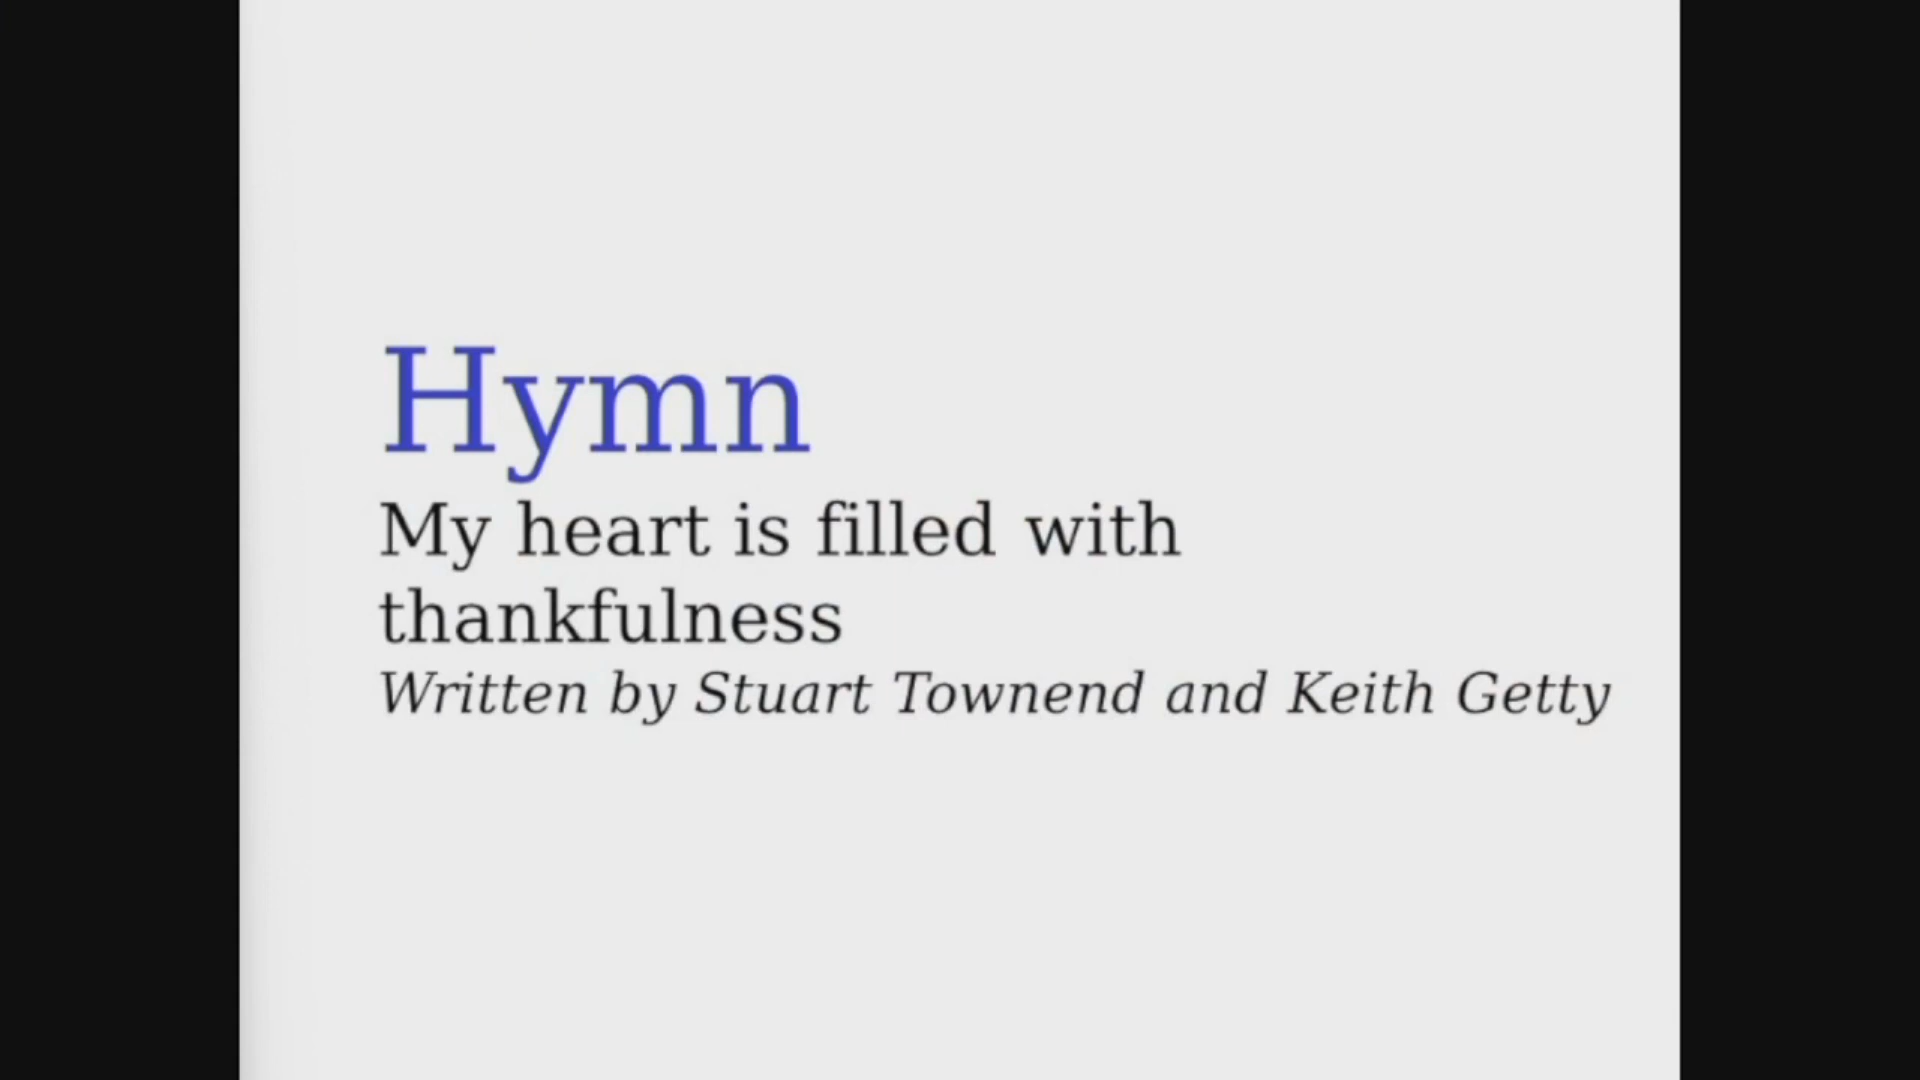 Hymn
My heart is filled with
thankfulness
Written by Stuart Townend and Keith Getty